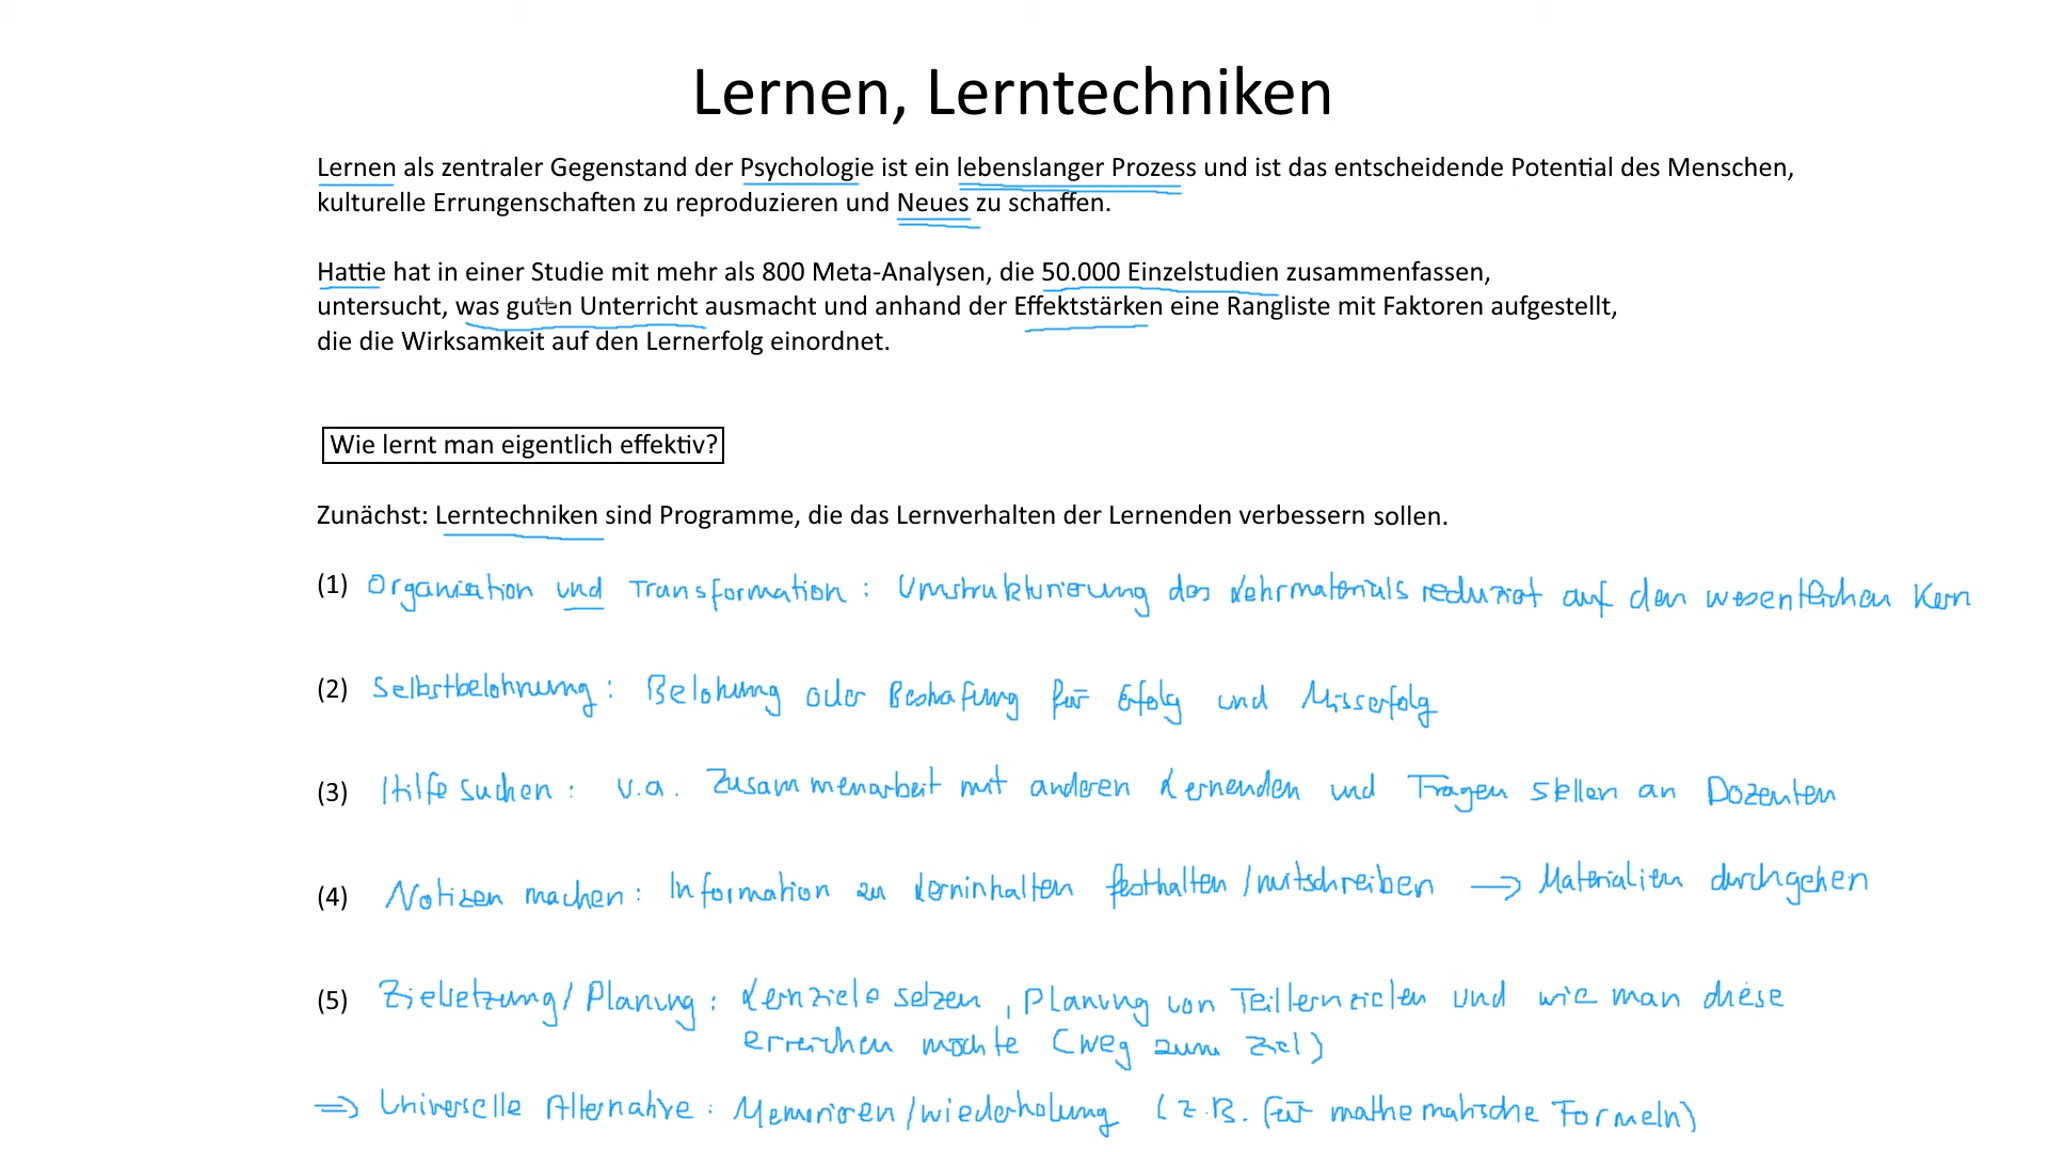 Lernen, Lerntechniken
Lernen als zentraler Gegenstand der Psychologie ist ein lebenslanger Prozess und ist das entscheidende Potential des Menschen,
kulturelle Errungenschaften zu reproduzieren und Neues zu schaffen.
Hattie hat in einer Studie mit mehr als 800 Meta-Analysen, die 50.000 Einzelstudien zusammenfassen,
untersucht, was guten Unterricht ausmacht und anhand der Effektstärken eine Rangliste mit Faktoren aufgestellt,
die die Wirksamkeit auf den Lernerfolg einordnet.
Wie lernt man eigentlich effektiv?
Zunächst: Lerntechniken sind Programme, die das Lernverhalten der Lernenden verbessern sollen.
(1) Organisation und Transformation: Umstrukturierung des Lehrmaterials reduziert auf den wesentlichen Kern
(2) Selbstbelohnung: Belohung oder Bestrafung für Erfolg und Misserfolg
(3) Hilfe suchen: v.a. Zusammenarbeit mit anderen Lernenden und Fragen stellen an Dozenten
(4) Notizen machen: Information zu Lerninhalten festhalten/mitschreiben → Materialien durchgehen
(5) Zielsetzung/Planung: Lernziele setzen, Planung von Teillernzielen und wie man diese
erreichen möchte (Weg zum Ziel)
⇒ Universelle Alternative: Memorieren/Wiederholung (z.B. für mathematische Formeln)